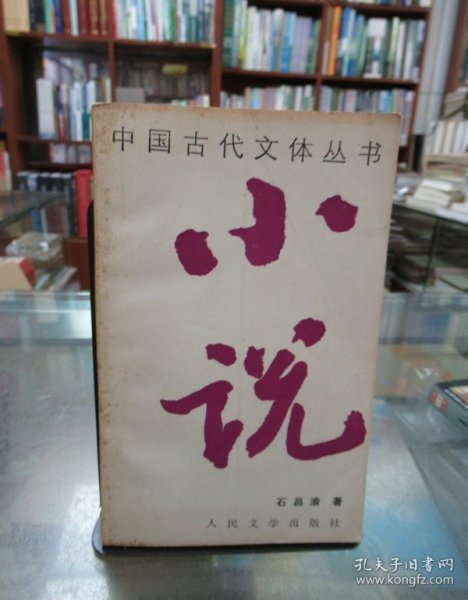 中国古代文体丛书
小
说
石昌渝 著
人民文学出版社
孔夫子旧书网
www.kongfz.com